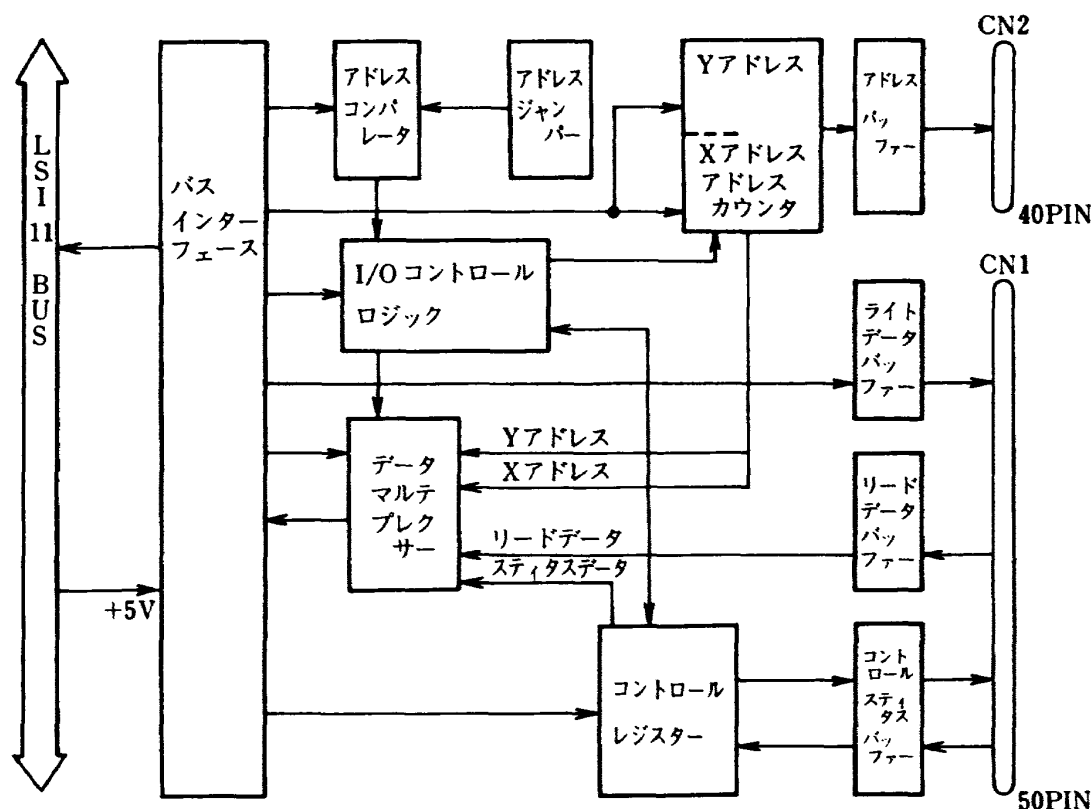 LSI 11 BUS
+5V
バス
インター
フェース
アドレス
コンパ
レータ
アドレス
ジャン
パー
Yアドレス
Xアドレス
アドレス
カウンタ
アドレス
バッ
ファー
CN2
40PIN
I/Oコントロール
ロジック
CN1
ライト
データ
バッ
ファー
データ
マルテ
プレク
サー
Yアドレス
Xアドレス
リードデータ
スティタスデータ
リード
データ
バッ
ファー
コントロール
レジスター
コント
ロール
スティ
タス
バッ
ファー
50PIN